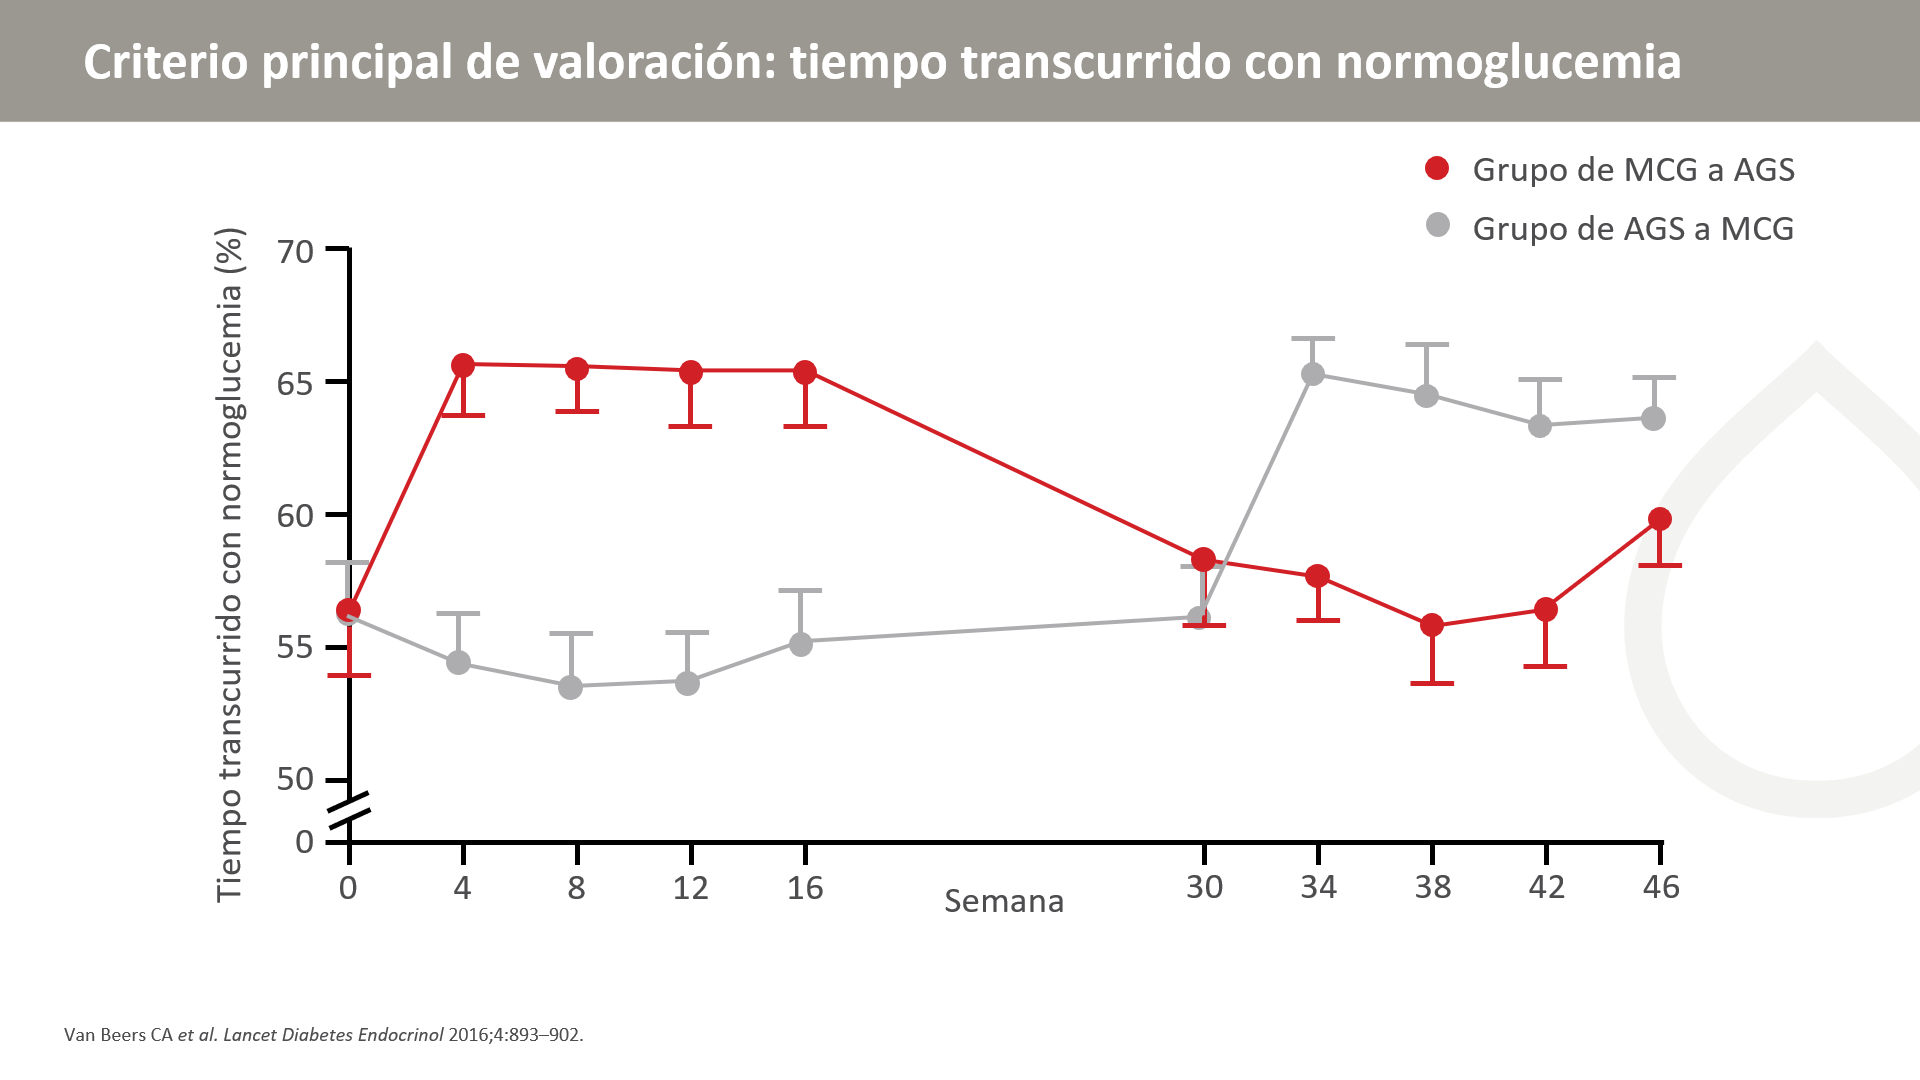 Criterio principal de valoración: tiempo transcurrido con normoglucemia
Grupo de MCG a AGS
Grupo de AGS a MCG
Tiempo transcurrido con normoglucemia (%)
70
65
60
55
50
0
0 4 8 12 16 30 34 38 42 46
Semana
Van Beers CA et al. Lancet Diabetes Endocrinol 2016;4:893–902.